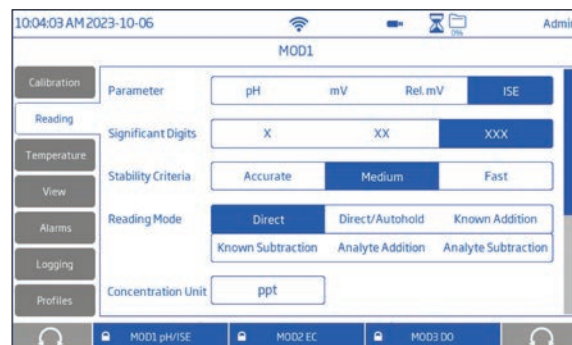 10:04:03 AM 2023-10-06 0% Admin
MOD1
Calibration
Parameter pH mV Rel. mV ISE
Reading
Significant Digits X XX XXX
Temperature
Stability Criteria Accurate Medium Fast
View
Reading Mode Direct Direct/Autohold Known Addition
Alarms
Known Subtraction Analyte Addition Analyte Subtraction
Logging
Concentration Unit ppt
Profiles
MOD1 pH/ISE MOD2 EC MOD3 DO